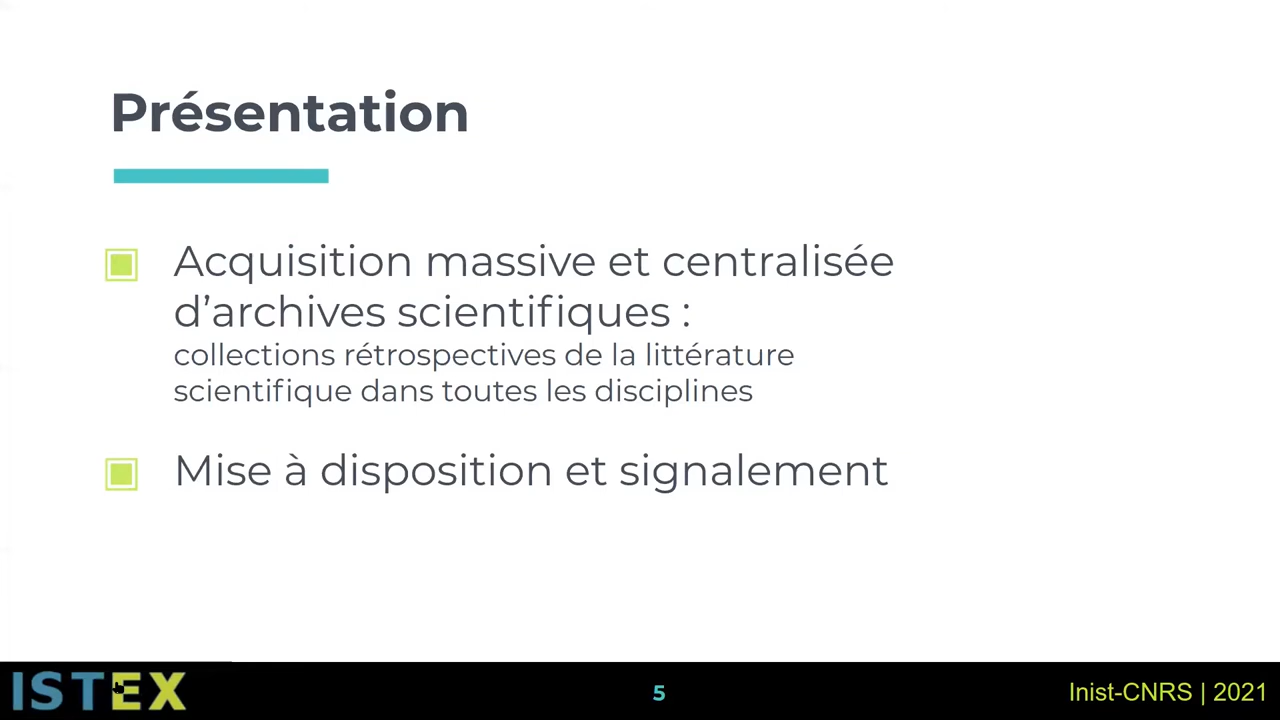 Présentation
Acquisition massive et centralisée
d’archives scientifiques :
collections rétrospectives de la littérature
scientifique dans toutes les disciplines
Mise à disposition et signalement
ISTEX
5
Inist-CNRS | 2021